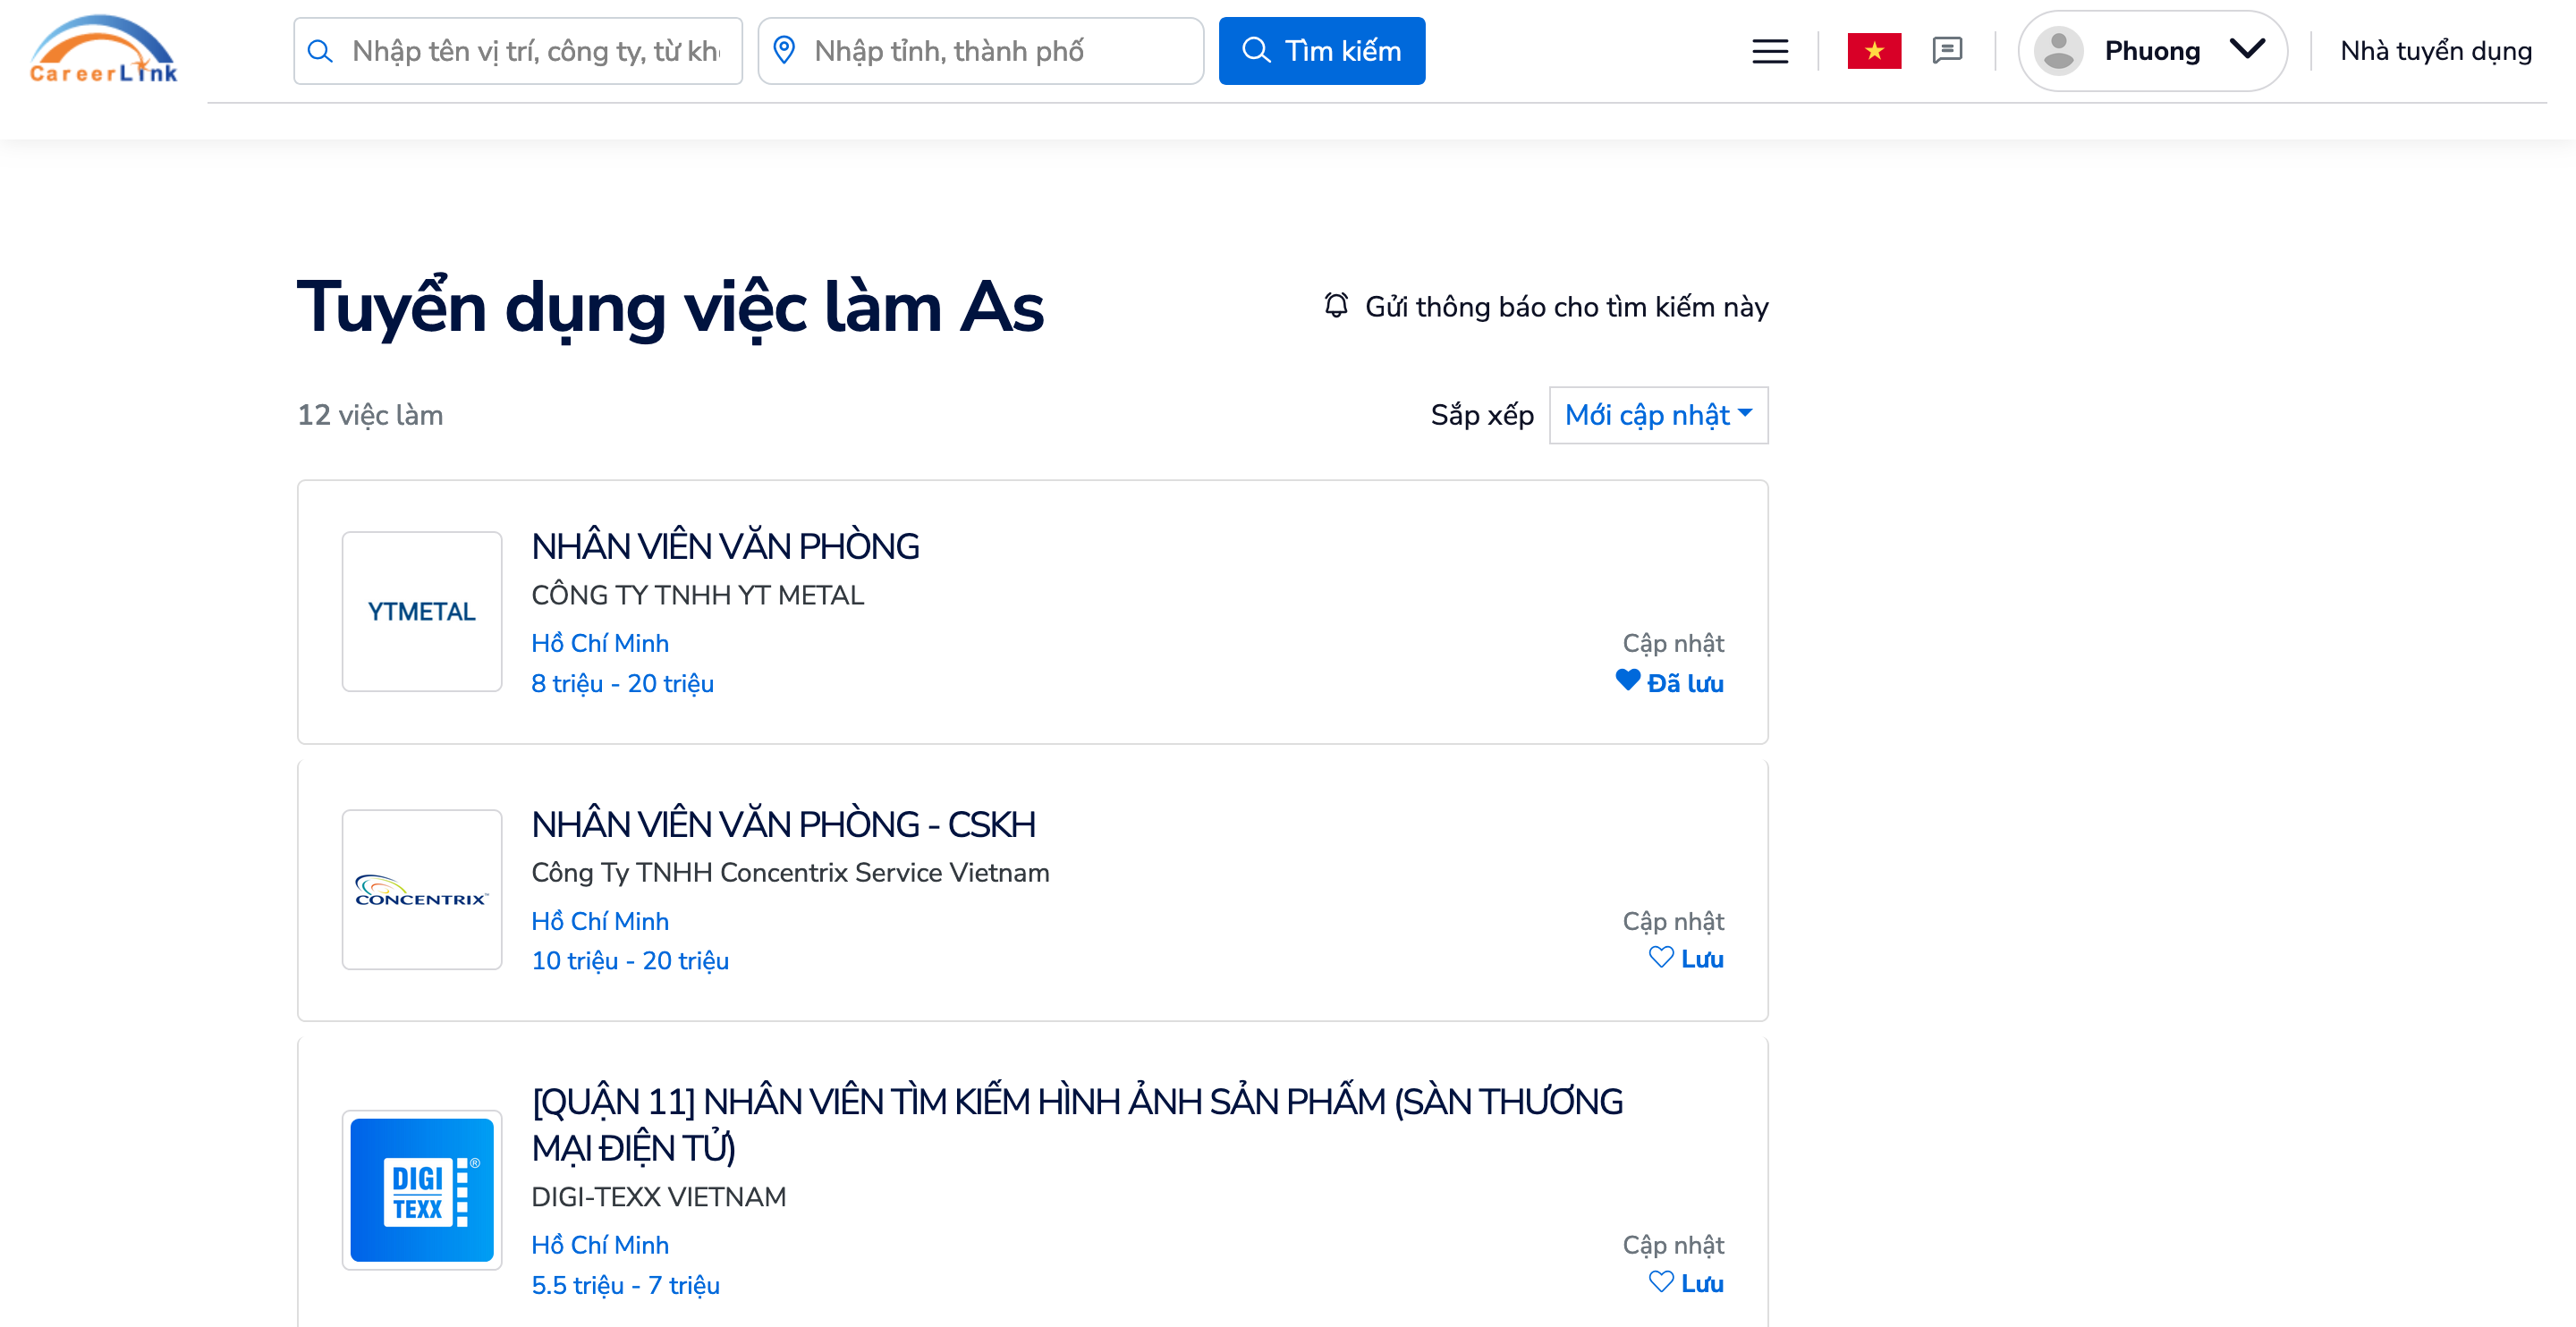 CareerLink
Nhập tên vị trí, công ty, từ kh
Nhập tỉnh, thành phố
Tìm kiếm
Phuong
Nhà tuyển dụng
Tuyển dụng việc làm As
Gửi thông báo cho tìm kiếm này
12 việc làm
Sắp xếp
Mới cập nhật
YTMETAL
NHÂN VIÊN VĂN PHÒNG
CÔNG TY TNHH YT METAL
Hồ Chí Minh
Cập nhật
8 triệu - 20 triệu
Đã lưu
CONCENTRIX™
NHÂN VIÊN VĂN PHÒNG - CSKH
Công Ty TNHH Concentrix Service Vietnam
Hồ Chí Minh
Cập nhật
10 triệu - 20 triệu
Lưu
DIGI
TEXX
®
[QUẬN 11] NHÂN VIÊN TÌM KIẾM HÌNH ẢNH SẢN PHẨM (SÀN THƯƠNG
MẠI ĐIỆN TỬ)
DIGI-TEXX VIETNAM
Hồ Chí Minh
Cập nhật
5.5 triệu - 7 triệu
Lưu